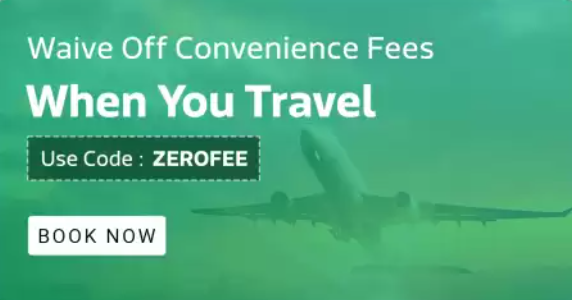 Waive Off Convenience Fees
When You Travel
Use Code : ZEROFEE
BOOK NOW